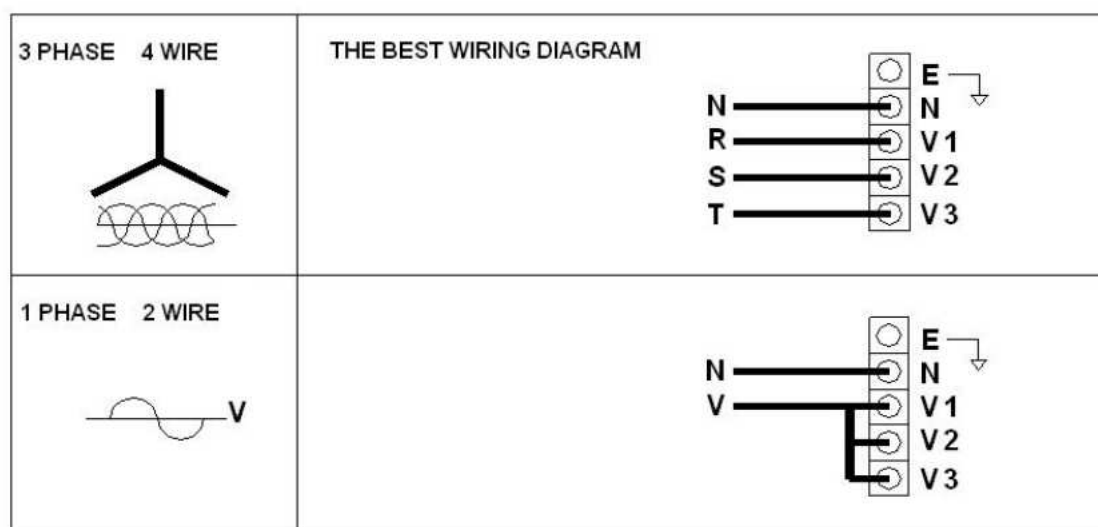 3 PHASE 4 WIRE
THE BEST WIRING DIAGRAM
E
N N
R V1
S V2
T V3
1 PHASE 2 WIRE
V
E
N N
V V1
V2
V3